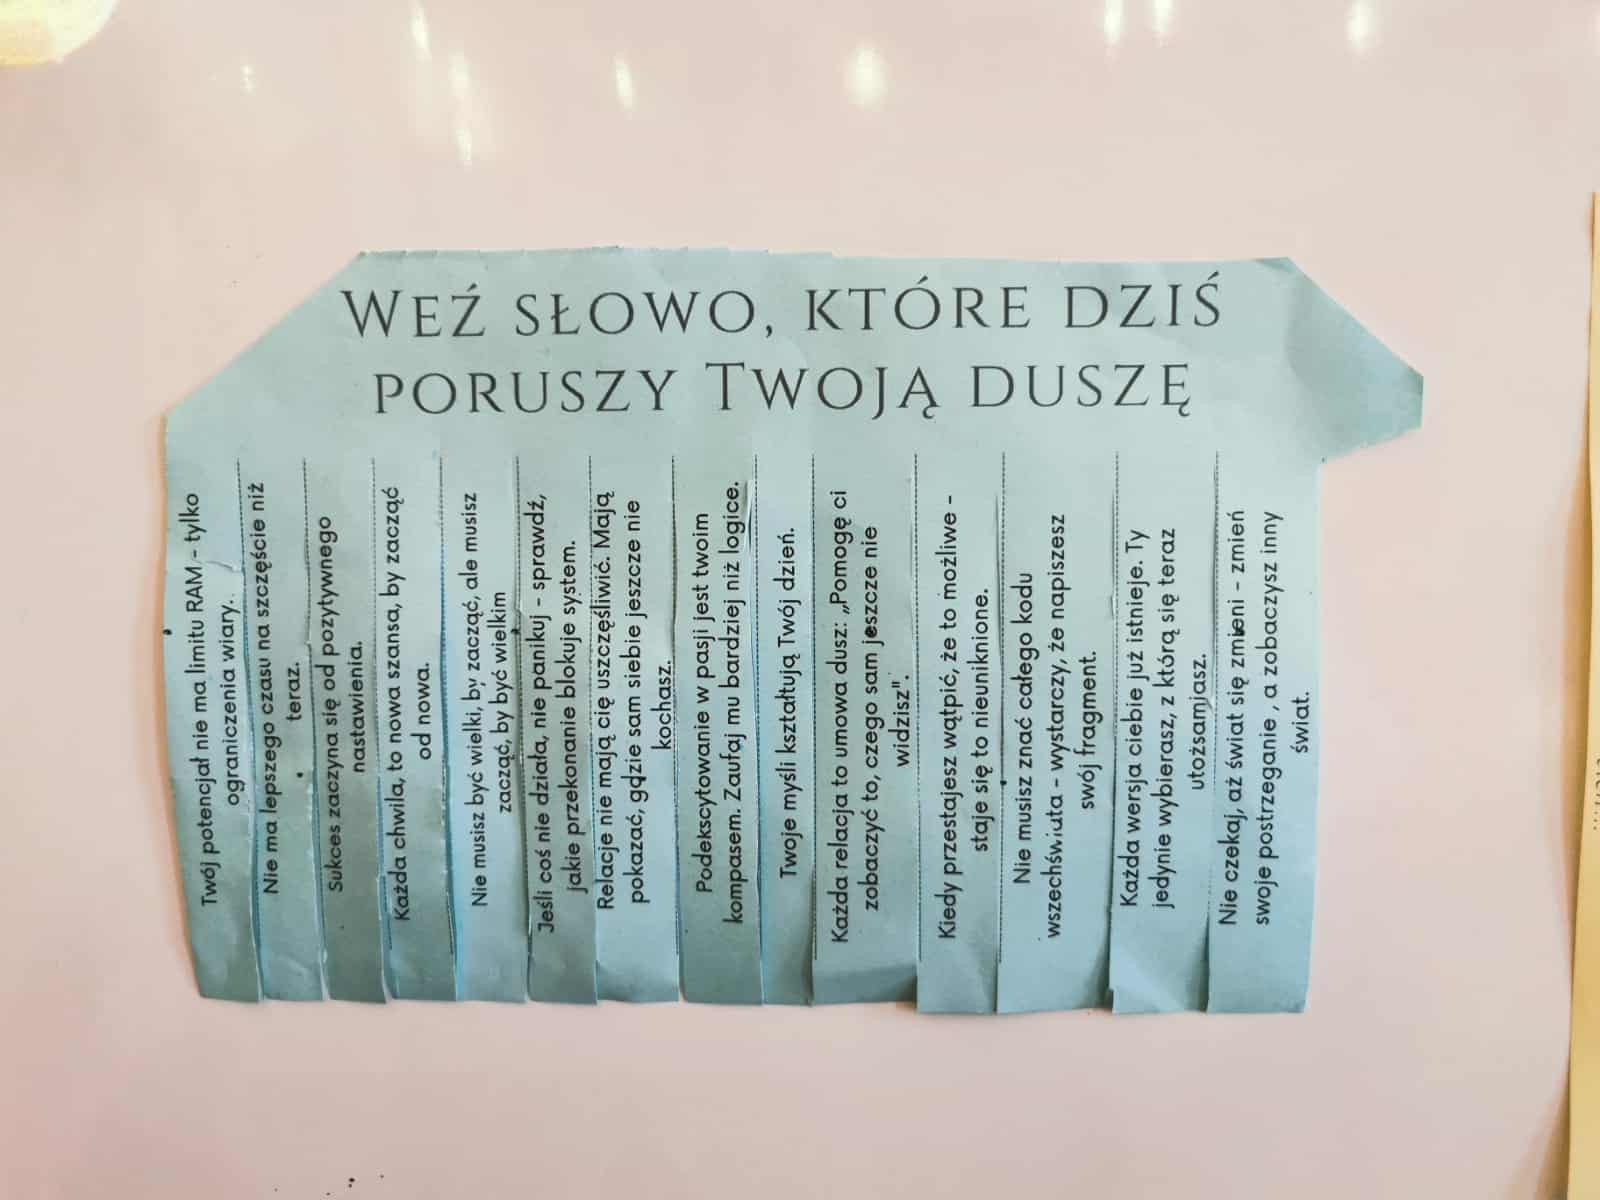 WEŹ SŁOWO, KTÓRE DZIŚ
PORUSZY TWOJĄ DUSZĘ
Twój potencjał nie ma limitu RAM - tylko
ograniczenia wiary.
Nie ma lepszego czasu na szczęście niż
teraz.
Sukces zaczyna się od pozytywnego
nastawienia.
Każda chwila, to nowa szansa, by zacząć
od nowa.
Nie musisz być wielki, by zacząć, ale musisz
zacząć, by być wielkim
Jeśli coś nie działa, nie panikuj - sprawdź,
jakie przekonanie blokuje system.
Relacje nie mają cię uszczęśliwić. Mają
pokazać, gdzie sam siebie jeszcze nie
kochasz.
Podekscytowanie w pasji jest twoim
kompasem. Zaufaj mu bardziej niż logice.
Twoje myśli kształtują Twój dzień.
Każda relacja to umowa dusz: „Pomogę ci
zobaczyć to, czego sam jeszcze nie
widzisz".
Kiedy przestajesz wątpić, że to możliwe -
staje się to nieuniknione.
Nie musisz znać całego kodu
wszechświata - wystarczy, że napiszesz
swój fragment.
Każda wersja ciebie już istnieje. Ty
jedynie wybierasz, z którą się teraz
utożsamjasz.
Nie czekaj, aż świat się zmieni - zmień
swoje postrzeganie , a zobaczysz inny
świat.